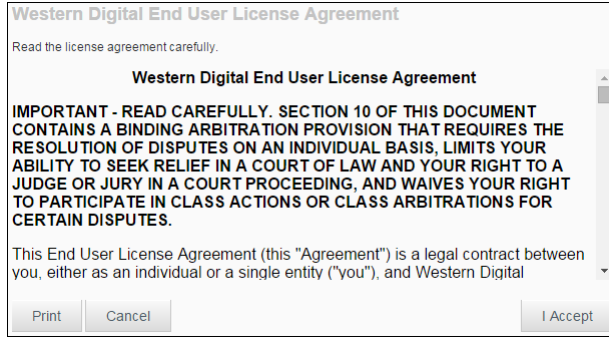 Western Digital End User License Agreement
Read the license agreement carefully.
Western Digital End User License Agreement
IMPORTANT - READ CAREFULLY. SECTION 10 OF THIS DOCUMENT
CONTAINS A BINDING ARBITRATION PROVISION THAT REQUIRES THE
RESOLUTION OF DISPUTES ON AN INDIVIDUAL BASIS, LIMITS YOUR
ABILITY TO SEEK RELIEF IN A COURT OF LAW AND YOUR RIGHT TO A
JUDGE OR JURY IN A COURT PROCEEDING, AND WAIVES YOUR RIGHT
TO PARTICIPATE IN CLASS ACTIONS OR CLASS ARBITRATIONS FOR
CERTAIN DISPUTES.
This End User License Agreement (this "Agreement") is a legal contract between
you, either as an individual or a single entity ("you"), and Western Digital
Print Cancel I Accept